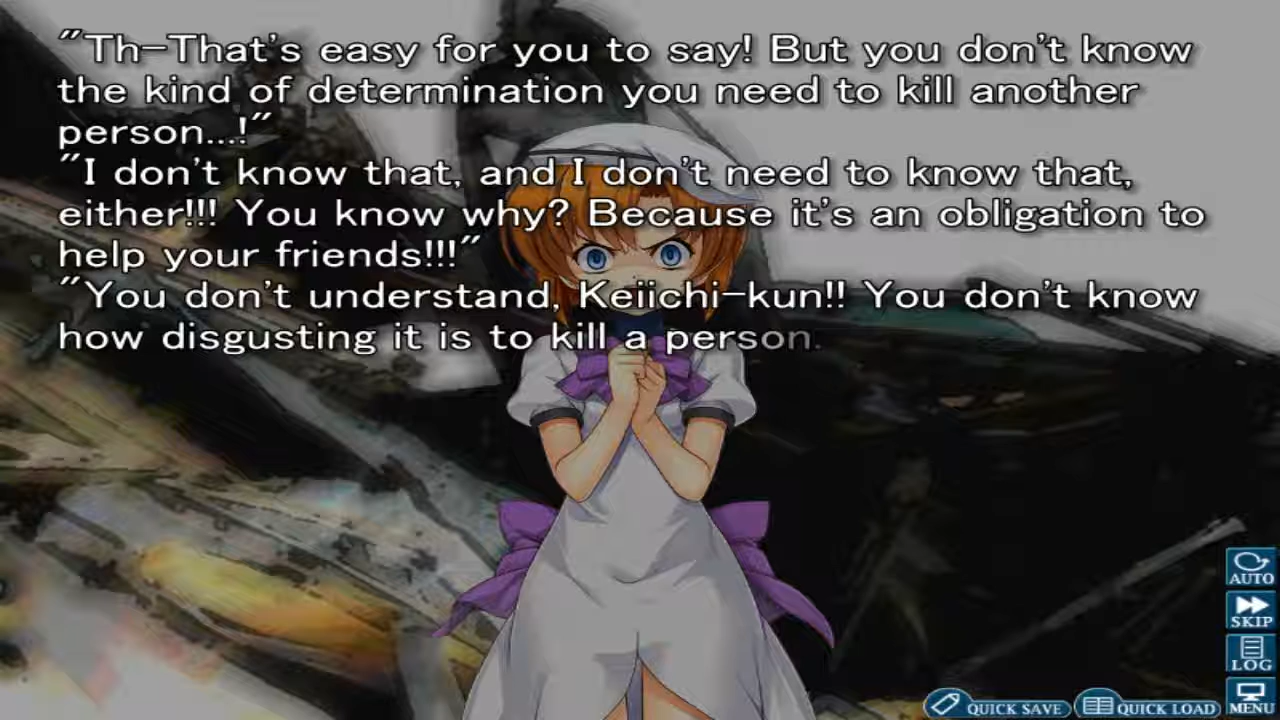 "Th-That's easy for you to say! But you don't know
the kind of determination you need to kill another
person...!"
"I don't know that, and I don't need to know that,
either!!! You know why? Because it's an obligation to
help your friends!!!"
"You don't understand, Keiichi-kun!! You don't know
how disgusting it is to kill a person.
AUTO
SKIP
LOG
MENU
QUICK SAVE
QUICK LOAD